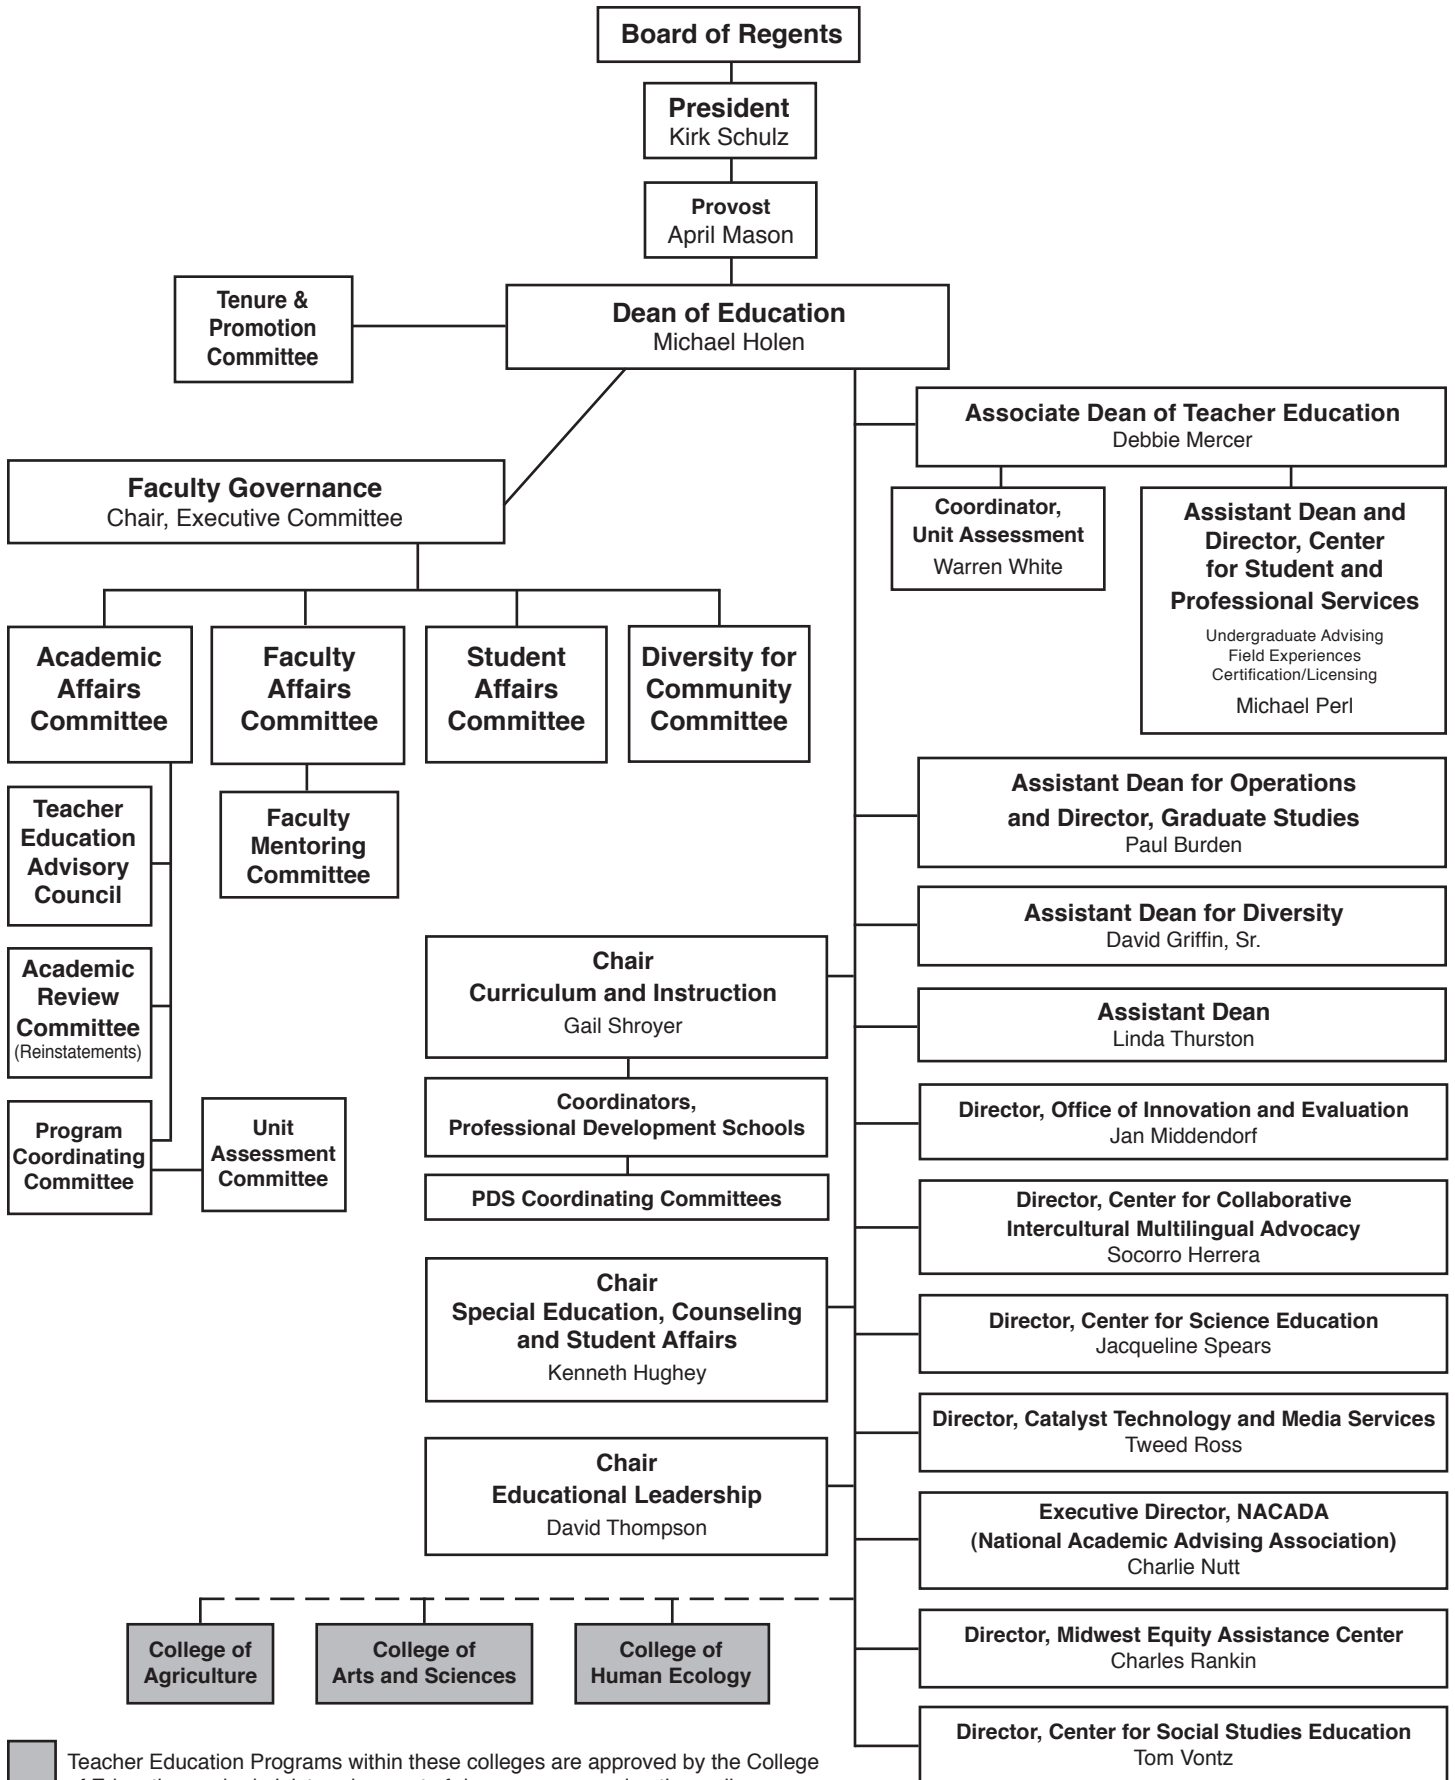 Board of Regents
President
Kirk Schulz
Provost
April Mason
Tenure &
Promotion
Committee
Dean of Education
Michael Holen
Associate Dean of Teacher Education
Debbie Mercer
Faculty Governance
Chair, Executive Committee
Coordinator,
Unit Assessment
Warren White
Assistant Dean and
Director, Center
for Student and
Professional Services
Undergraduate Advising
Field Experiences
Certification/Licensing
Michael Perl
Academic
Affairs
Committee
Faculty
Affairs
Committee
Student
Affairs
Committee
Diversity for
Community
Committee
Teacher
Education
Advisory
Council
Faculty
Mentoring
Committee
Academic
Review
Committee
(Reinstatements)
Program
Coordinating
Committee
Unit
Assessment
Committee
Chair
Curriculum and Instruction
Gail Shroyer
Coordinators,
Professional Development Schools
PDS Coordinating Committees
Chair
Special Education, Counseling
and Student Affairs
Kenneth Hughey
Chair
Educational Leadership
David Thompson
Assistant Dean for Operations
and Director, Graduate Studies
Paul Burden
Assistant Dean for Diversity
David Griffin, Sr.
Assistant Dean
Linda Thurston
Director, Office of Innovation and Evaluation
Jan Middendorf
Director, Center for Collaborative
Intercultural Multilingual Advocacy
Socorro Herrera
Director, Center for Science Education
Jacqueline Spears
Director, Catalyst Technology and Media Services
Tweed Ross
Executive Director, NACADA
(National Academic Advising Association)
Charlie Nutt
Director, Midwest Equity Assistance Center
Charles Rankin
Director, Center for Social Studies Education
Tom Vontz
College of
Agriculture
College of
Arts and Sciences
College of
Human Ecology
Teacher Education Programs within these colleges are approved by the College